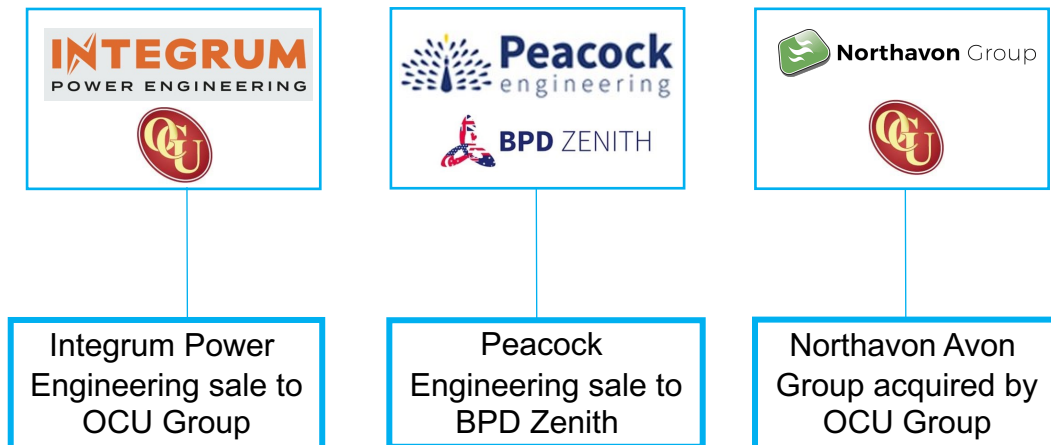 INTEGRUM
POWER ENGINEERING
OCU
Peacock
engineering
BPD ZENITH
Northavon Group
OCU
Integrum Power
Engineering sale to
OCU Group
Peacock
Engineering sale to
BPD Zenith
Northavon Avon
Group acquired by
OCU Group